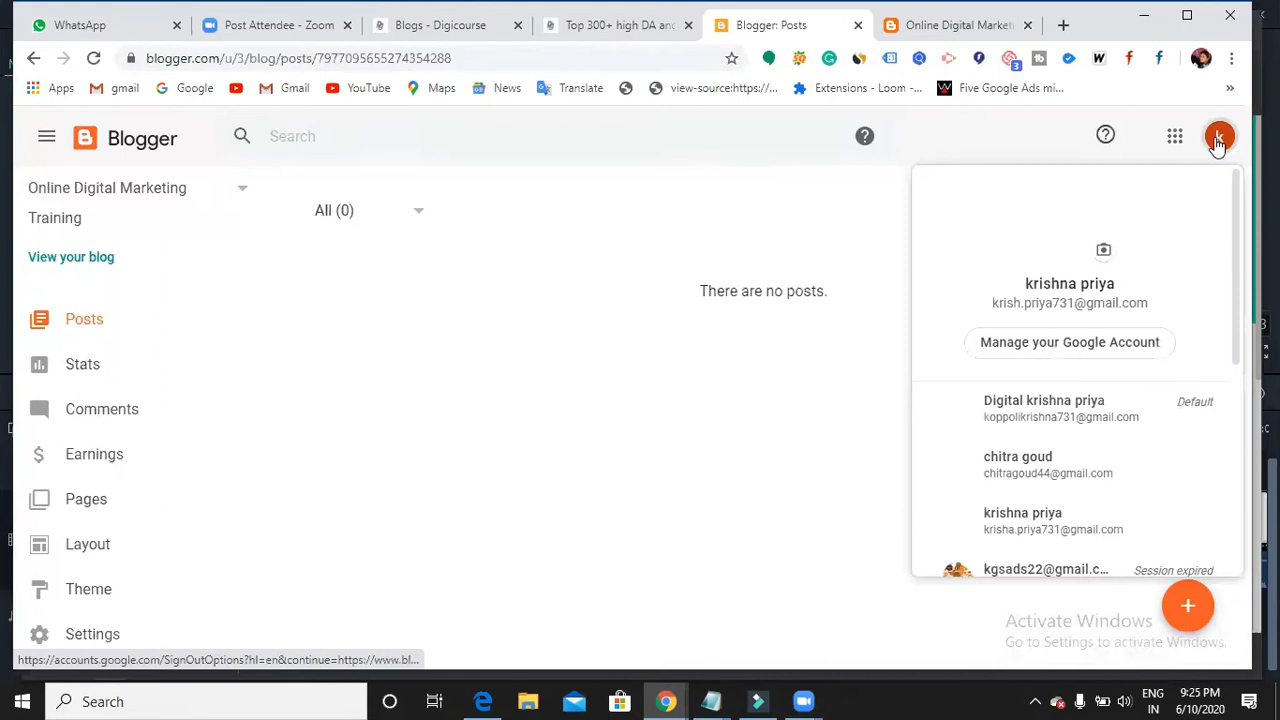 WhatsApp
Post Attendee - Zoom
Blogs - Digicourse
Top 300+ high DA and
Blogger: Posts
Online Digital Market
blogger.com/u/3/blog/posts/7977095655274354288
3
Apps
gmail
Google
Gmail
YouTube
Maps
News
Translate
view-source:https://...
Extensions - Loom -...
Five Google Ads mi...
»
Blogger
Search
k
Online Digital Marketing
Training
All (0)
View your blog
There are no posts.
krishna priya
krish.priya731@gmail.com
Manage your Google Account
Posts
Stats
Comments
Earnings
Pages
Layout
Theme
Settings
Digital krishna priya
Default
koppolikrishna731@gmail.com
chitra goud
chitragoud44@gmail.com
krishna priya
krisha.priya731@gmail.com
kgsads22@gmail.c...
Session expired
Activate Windows
Go to Settings to activate Windows.
https://accounts.google.com/SignOutOptions?hl=en&continue=https://www.bl...
Search
ENG
IN
9:25 PM
6/10/2020